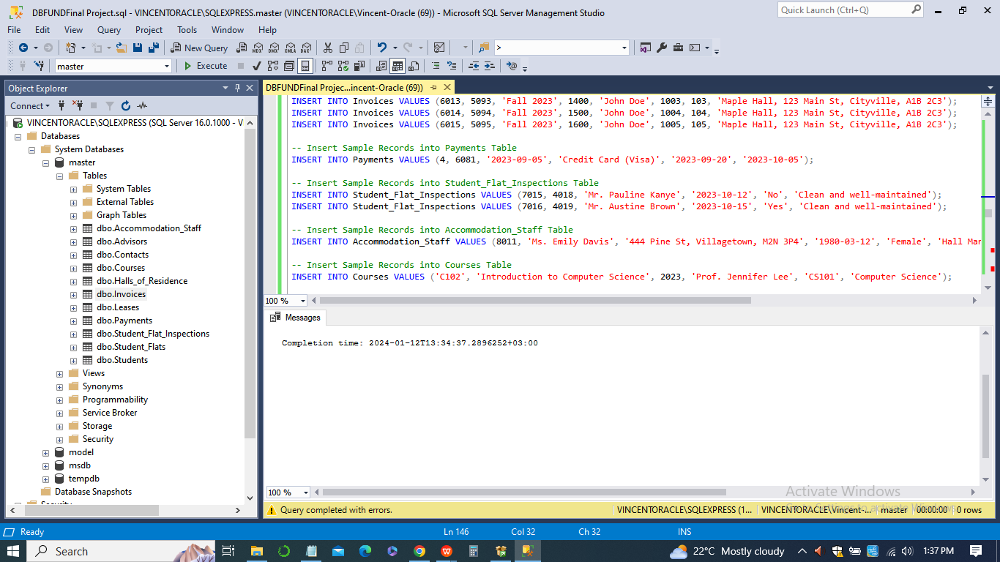 DBFUNDFinal Project.sql - VINCENTORACLE\SQLEXPRESS.master (VINCENTORACLE\Vincent-Oracle (69)) - Microsoft SQL Server Management Studio
Quick Launch (Ctrl+Q)
File Edit View Query Project Tools Window Help
New Query MDX DMX XMLA DAX >
master Execute
Object Explorer
Connect
VINCENTORACLE\SQLEXPRESS (SQL Server 16.0.1000 - V
Databases
System Databases
master
Tables
System Tables
External Tables
Graph Tables
dbo.Accommodation_Staff
dbo.Advisors
dbo.Contacts
dbo.Courses
dbo.Halls_of_Residence
dbo.Invoices
dbo.Leases
dbo.Payments
dbo.Student_Flat_Inspections
dbo.Student_Flats
dbo.Students
Views
Synonyms
Programmability
Service Broker
Storage
Security
model
msdb
tempdb
Database Snapshots
Security
DBFUNDFinal Projec...incent-Oracle (69))
INSERT INTO Invoices VALUES (6013, 5093, 'Fall 2023', 1400, 'John Doe', 1003, 103, 'Maple Hall, 123 Main St, Cityville, A1B 2C3');
INSERT INTO Invoices VALUES (6014, 5094, 'Fall 2023', 1500, 'John Doe', 1004, 104, 'Maple Hall, 123 Main St, Cityville, A1B 2C3');
INSERT INTO Invoices VALUES (6015, 5095, 'Fall 2023', 1600, 'John Doe', 1005, 105, 'Maple Hall, 123 Main St, Cityville, A1B 2C3');
-- Insert Sample Records into Payments Table
INSERT INTO Payments VALUES (4, 6081, '2023-09-05', 'Credit Card (Visa)', '2023-09-20', '2023-10-05');
-- Insert Sample Records into Student_Flat_Inspections Table
INSERT INTO Student_Flat_Inspections VALUES (7015, 4018, 'Mr. Pauline Kanye', '2023-10-12', 'No', 'Clean and well-maintained');
INSERT INTO Student_Flat_Inspections VALUES (7016, 4019, 'Mr. Austine Brown', '2023-10-15', 'Yes', 'Clean and well-maintained');
-- Insert Sample Records into Accommodation_Staff Table
INSERT INTO Accommodation_Staff VALUES (8011, 'Ms. Emily Davis', '444 Pine St, Villagetown, M2N 3P4', '1980-03-12', 'Female', 'Hall Mar
-- Insert Sample Records into Courses Table
INSERT INTO Courses VALUES ('C102', 'Introduction to Computer Science', 2023, 'Prof. Jennifer Lee', 'CS101', 'Computer Science');
100 %
Messages
Completion time: 2024-01-12T13:34:37.2896252+03:00
100 %
Activate Windows
Go to Settings to activate Windows.
Query completed with errors. VINCENTORACLE\SQLEXPRESS (1... VINCENTORACLE\Vincent-... master 00:00:00 0 rows
Ready Ln 146 Col 32 Ch 32 INS
Search 22°C Mostly cloudy 1:37 PM